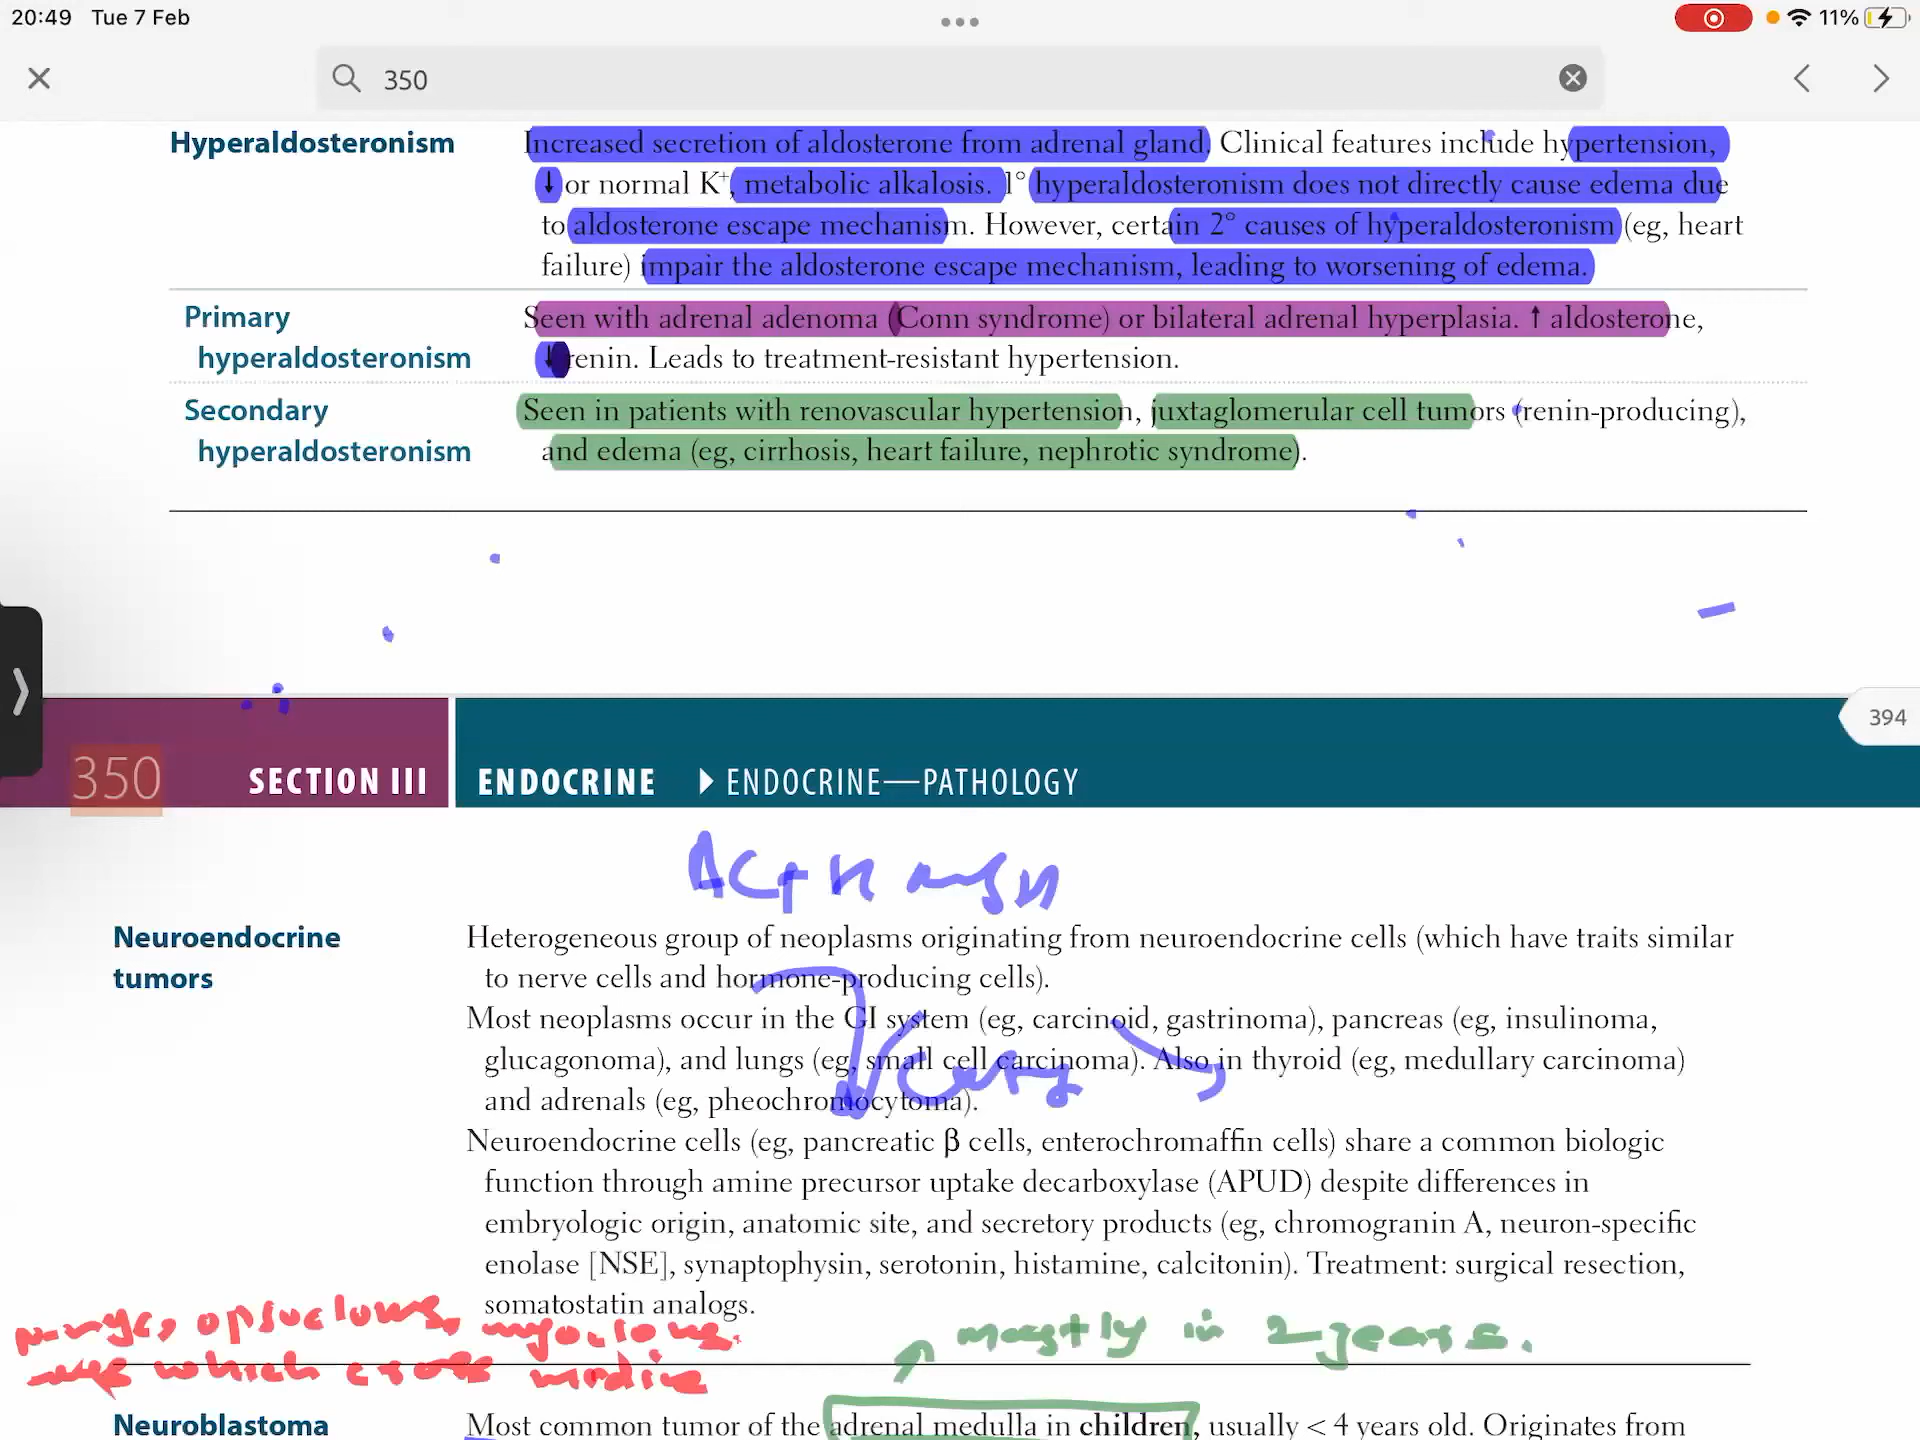 20:49 Tue 7 Feb
11%
350
Hyperaldosteronism
Increased secretion of aldosterone from adrenal gland. Clinical features include hypertension,
↓ or normal K⁺, metabolic alkalosis. 1° hyperaldosteronism does not directly cause edema due
to aldosterone escape mechanism. However, certain 2° causes of hyperaldosteronism (eg, heart
failure) impair the aldosterone escape mechanism, leading to worsening of edema.
Primary
hyperaldosteronism
Seen with adrenal adenoma (Conn syndrome) or bilateral adrenal hyperplasia. ↑ aldosterone,
↓ renin. Leads to treatment-resistant hypertension.
Secondary
hyperaldosteronism
Seen in patients with renovascular hypertension, juxtaglomerular cell tumors (renin-producing),
and edema (eg, cirrhosis, heart failure, nephrotic syndrome).
394
350 SECTION III ENDOCRINE ▶ ENDOCRINE—PATHOLOGY
ACTH
Neuroendocrine
tumors
Heterogeneous group of neoplasms originating from neuroendocrine cells (which have traits similar
to nerve cells and hormone-producing cells).
Most neoplasms occur in the GI system (eg, carcinoid, gastrinoma), pancreas (eg, insulinoma,
glucagonoma), and lungs (eg, small cell carcinoma). Also in thyroid (eg, medullary carcinoma)
and adrenals (eg, pheochromocytoma).
Neuroendocrine cells (eg, pancreatic β cells, enterochromaffin cells) share a common biologic
function through amine precursor uptake decarboxylase (APUD) despite differences in
embryologic origin, anatomic site, and secretory products (eg, chromogranin A, neuron-specific
enolase [NSE], synaptophysin, serotonin, histamine, calcitonin). Treatment: surgical resection,
somatostatin analogs.
mostly in 2 years.
which cross
Neuroblastoma
Most common tumor of the adrenal medulla in children, usually < 4 years old. Originates from